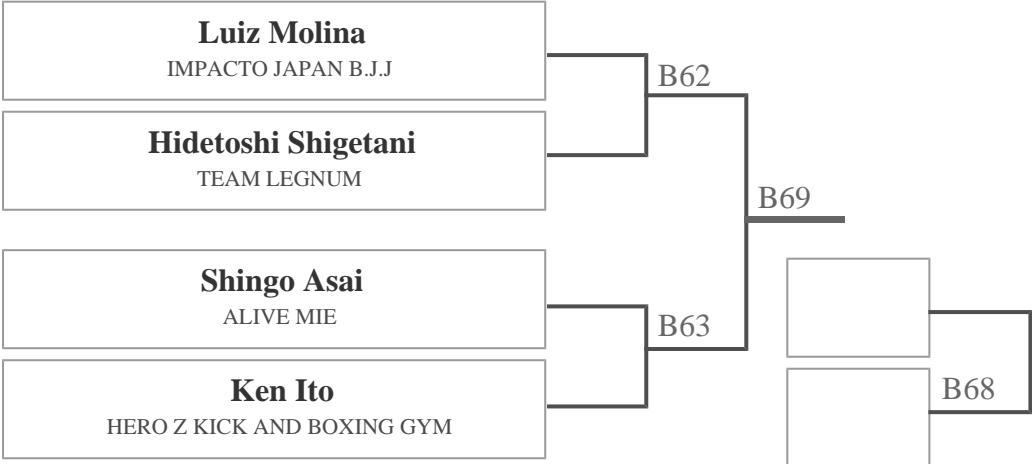 Luiz Molina
IMPACTO JAPAN B.J.J
B62
Hidetoshi Shigetani
TEAM LEGNUM
B69
Shingo Asai
ALIVE MIE
B63
Ken Ito
HERO Z KICK AND BOXING GYM
B68